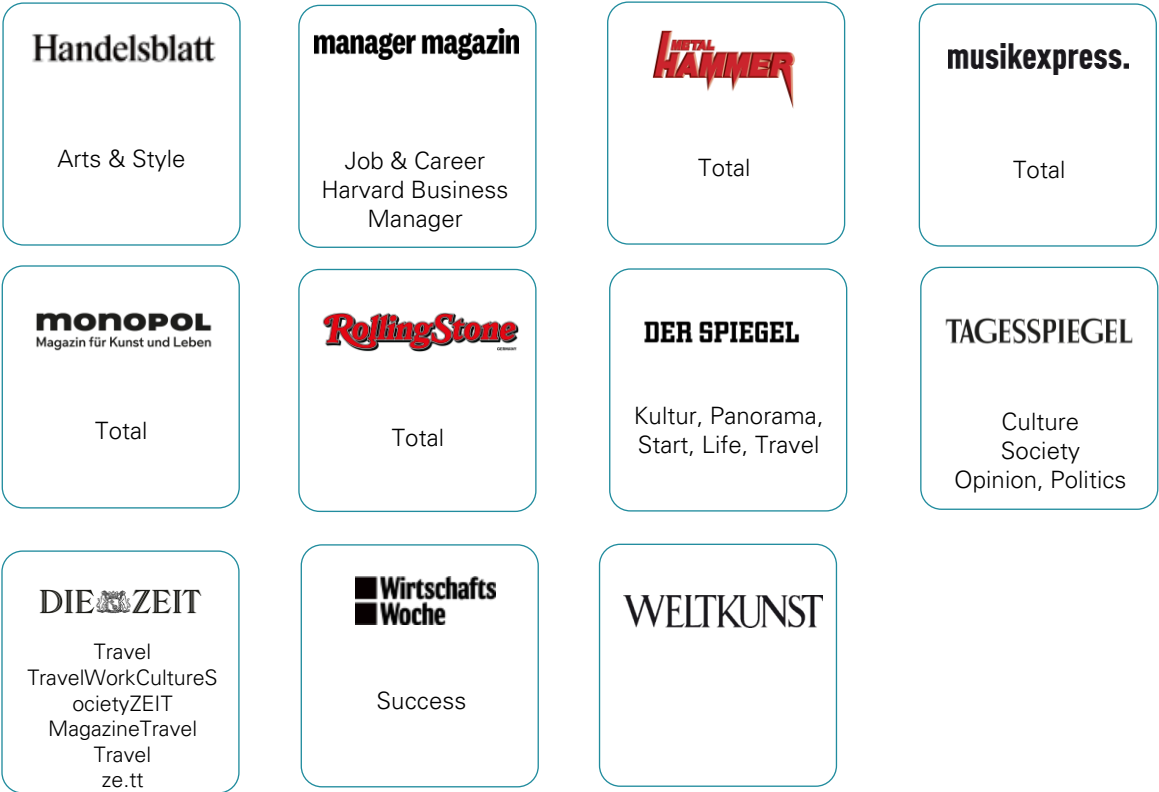 Handelsblatt
Arts & Style
manager magazin
Job & Career
Harvard Business
Manager
METAL
HAMMER
Total
musikexpress.
Total
MONOPOL
Magazin für Kunst und Leben
Total
RollingStone
Total
DER SPIEGEL
Kultur, Panorama,
Start, Life, Travel
TAGESSPIEGEL
Culture
Society
Opinion, Politics
DIE ZEIT
Travel
TravelWorkCultureS
ocietyZEIT
MagazineTravel
Travel
ze.tt
Wirtschafts
Woche
Success
WELTKUNST